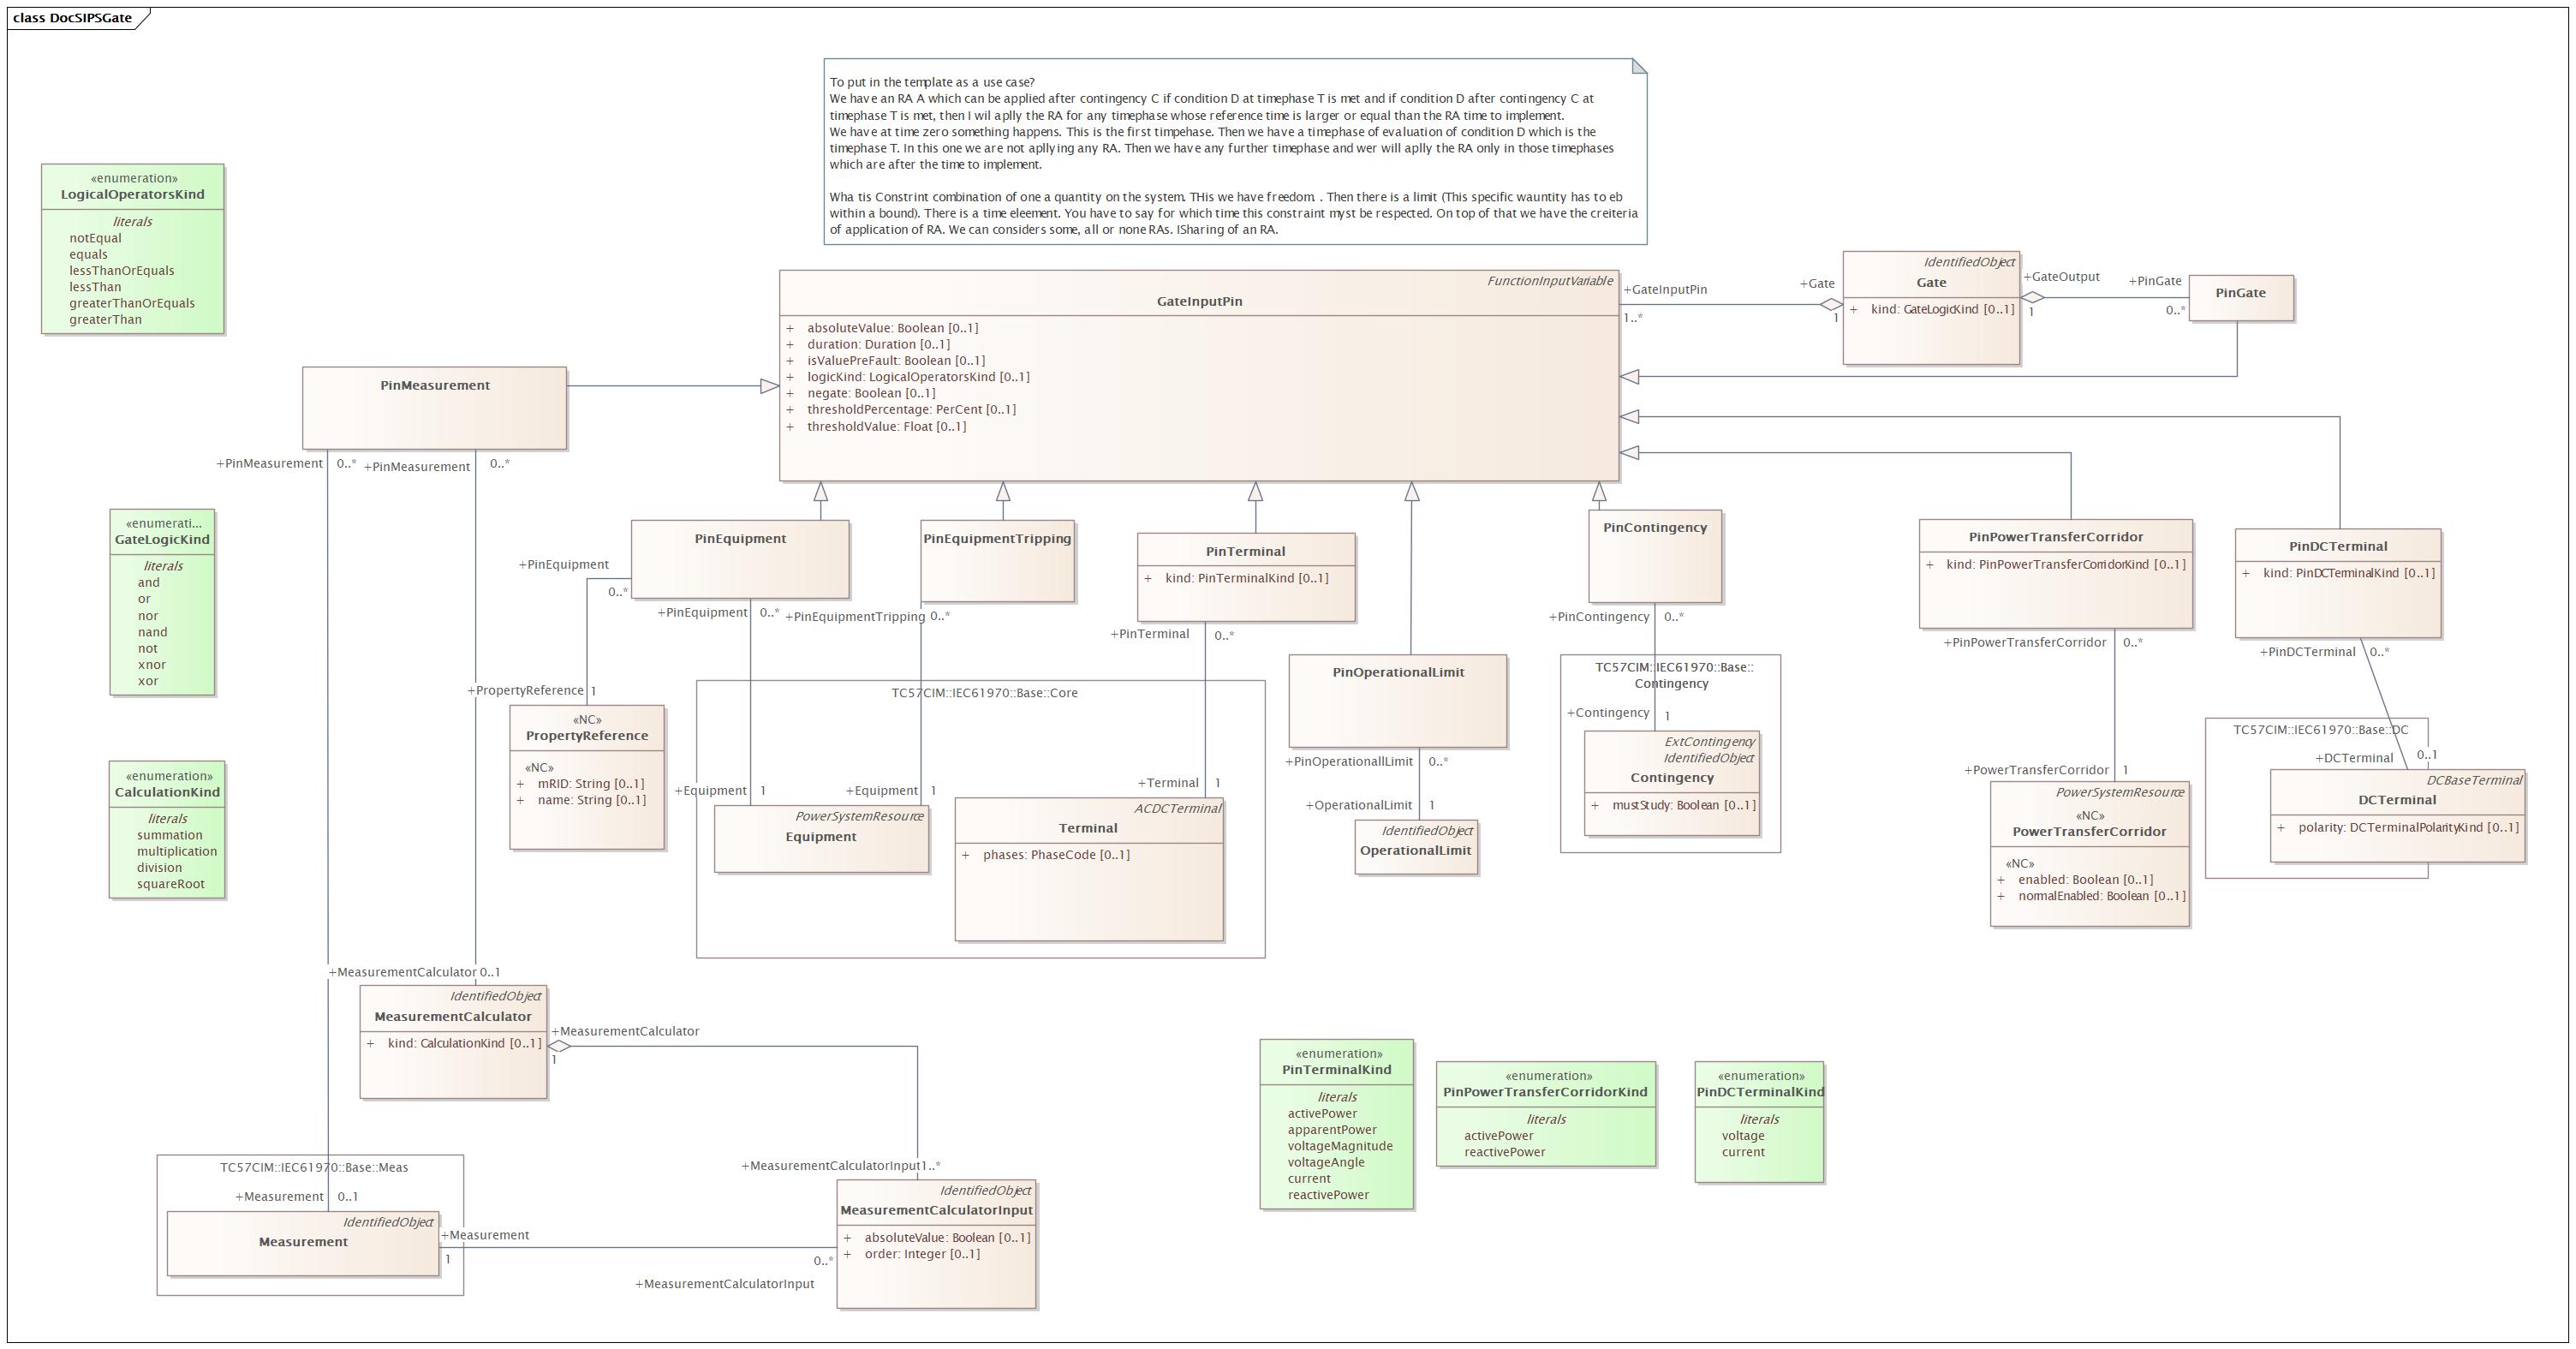 class DocSIPSGate
To put in the template as a use case?
We have an RA A which can be applied after contingency C if condition D at timephase T is met and if condition D after contingency C at
timephase T is met, then I wil aplly the RA for any timephase whose reference time is larger or equal than the RA time to implement.
We have at time zero something happens. This is the first timpehase. Then we have a timephase of evaluation of condition D which is the
timephase T. In this one we are not apllying any RA. Then we have any further timephase and wer will aplly the RA only in those timephases
which are after the time to implement.
Wha tis Constrint combination of one a quantity on the system. THis we have freedom. . Then there is a limit (This specific wauntity has to eb
within a bound). There is a time eleement. You have to say for which time this constraint myst be respected. On top of that we have the creiteria
of application of RA. We can considers some, all or none RAs. ISharing of an RA.
«enumeration»
LogicalOperatorsKind
literals
notEqual
equals
lessThanOrEquals
lessThan
greaterThanOrEquals
greaterThan
FunctionInputVariable
GateInputPin
+ absoluteValue: Boolean [0..1]
+ duration: Duration [0..1]
+ isValuePreFault: Boolean [0..1]
+ logicKind: LogicalOperatorsKind [0..1]
+ negate: Boolean [0..1]
+ thresholdPercentage: PerCent [0..1]
+ thresholdValue: Float [0..1]
+GateInputPin
1..*
+Gate
1
IdentifiedObject
Gate
+ kind: GateLogicKind [0..1]
+GateOutput
1
+PinGate
0..*
PinGate
PinMeasurement
+PinMeasurement
0..*
+PinMeasurement
0..*
«enumerati...
GateLogicKind
literals
and
or
nor
nand
not
xnor
xor
PinEquipment
+PinEquipment
0..*
+PinEquipment
0..*
PinEquipmentTripping
+PinEquipmentTripping
0..*
PinTerminal
+ kind: PinTerminalKind [0..1]
+PinTerminal
0..*
PinContingency
+PinContingency
0..*
PinPowerTransferCorridor
+ kind: PinPowerTransferCorridorKind [0..1]
+PinPowerTransferCorridor
0..*
PinDCTerminal
+ kind: PinDCTerminalKind [0..1]
+PinDCTerminal
0..*
PinOperationalLimit
+PinOperationallLimit
0..*
+OperationalLimit
1
IdentifiedObject
OperationalLimit
+PropertyReference
1
«NC»
PropertyReference
«NC»
+ mRID: String [0..1]
+ name: String [0..1]
TC57CIM::IEC61970::Base::Core
+Equipment
1
+Equipment
1
PowerSystemResource
Equipment
+Terminal
1
ACDCTerminal
Terminal
+ phases: PhaseCode [0..1]
TC57CIM::IEC61970::Base::
Contingency
+Contingency
1
ExtContingency
IdentifiedObject
Contingency
+ mustStudy: Boolean [0..1]
+PowerTransferCorridor
1
PowerSystemResource
«NC»
PowerTransferCorridor
«NC»
+ enabled: Boolean [0..1]
+ normalEnabled: Boolean [0..1]
TC57CIM::IEC61970::Base::DC
+DCTerminal
0..1
DCBaseTerminal
DCTerminal
+ polarity: DCTerminalPolarityKind [0..1]
«enumeration»
CalculationKind
literals
summation
multiplication
division
squareRoot
+MeasurementCalculator
0..1
IdentifiedObject
MeasurementCalculator
+ kind: CalculationKind [0..1]
+MeasurementCalculator
1
+MeasurementCalculatorInput
1..*
IdentifiedObject
MeasurementCalculatorInput
+ absoluteValue: Boolean [0..1]
+ order: Integer [0..1]
TC57CIM::IEC61970::Base::Meas
+Measurement
0..1
IdentifiedObject
Measurement
+Measurement
1
0..*
+MeasurementCalculatorInput
«enumeration»
PinTerminalKind
literals
activePower
apparentPower
voltageMagnitude
voltageAngle
current
reactivePower
«enumeration»
PinPowerTransferCorridorKind
literals
activePower
reactivePower
«enumeration»
PinDCTerminalKind
literals
voltage
current